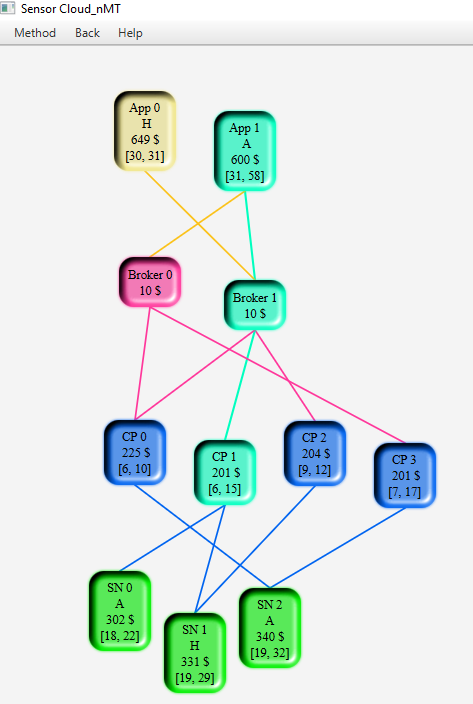 Sensor Cloud_nMT
Method Back Help
App 0
H
649 $
[30, 31]
App 1
A
600 $
[31, 58]
Broker 0
10 $
Broker 1
10 $
CP 0
225 $
[6, 10]
CP 1
201 $
[6, 15]
CP 2
204 $
[9, 12]
CP 3
201 $
[7, 17]
SN 0
A
302 $
[18, 22]
SN 1
H
331 $
[19, 29]
SN 2
A
340 $
[19, 32]